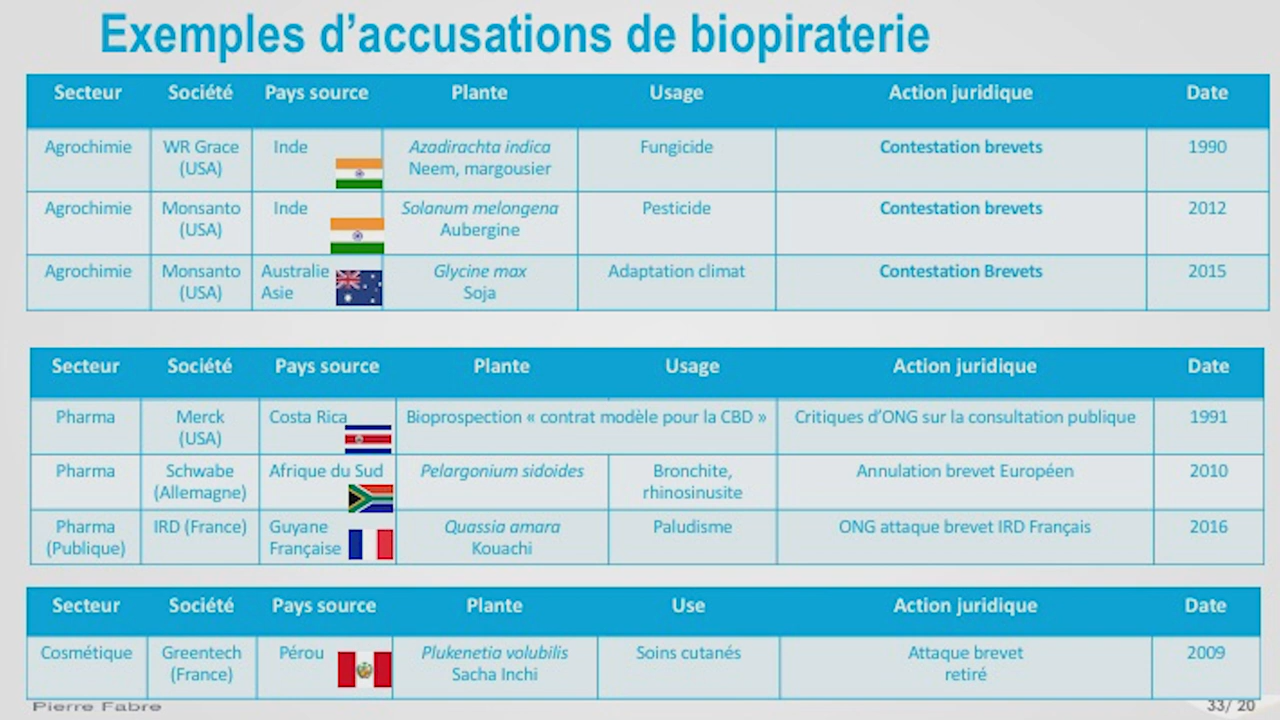 Exemples d’accusations de biopiraterie
Secteur Société Pays source Plante Usage Action juridique Date
Agrochimie WR Grace Inde Azadirachta indica Fungicide Contestation brevets 1990
(USA) Neem, margousier
Agrochimie Monsanto Inde Solanum melongena Pesticide Contestation brevets 2012
(USA) Aubergine
Agrochimie Monsanto Australie Glycine max Adaptation climat Contestation Brevets 2015
(USA) Asie Soja
Secteur Société Pays source Plante Usage Action juridique Date
Pharma Merck Costa Rica Bioprospection « contrat modèle pour la CBD » Critiques d’ONG sur la consultation publique 1991
(USA)
Pharma Schwabe Afrique du Sud Pelargonium sidoides Bronchite, Annulation brevet Européen 2010
(Allemagne) rhinosinusite
Pharma IRD (France) Guyane Quassia amara Paludisme ONG attaque brevet IRD Français 2016
(Publique) Française Kouachi
Secteur Société Pays source Plante Use Action juridique Date
Cosmétique Greentech Pérou Plukenetia volubilis Soins cutanés Attaque brevet 2009
(France) Sacha Inchi retiré
Pierre Fabre 33/ 20